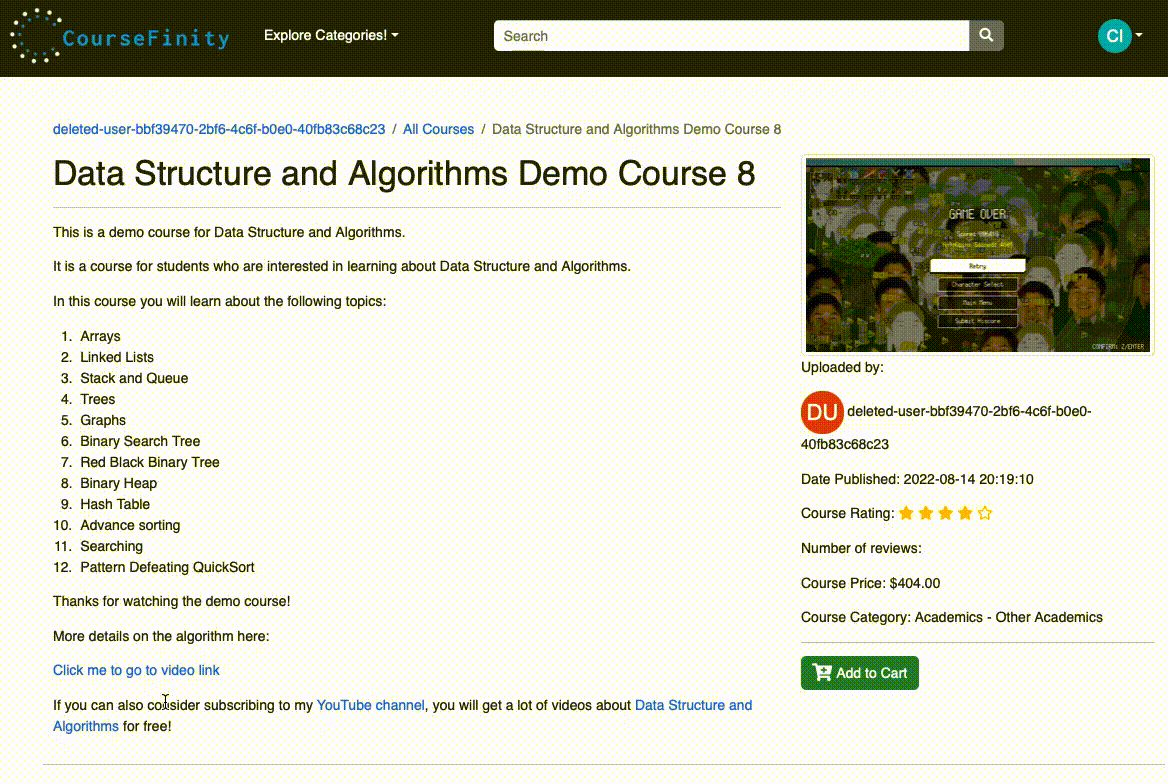 CourseFinity
Explore Categories!
Search
CI
deleted-user-bbf39470-2bf6-4c6f-b0e0-40fb83c68c23 / All Courses / Data Structure and Algorithms Demo Course 8
Data Structure and Algorithms Demo Course 8
This is a demo course for Data Structure and Algorithms.
It is a course for students who are interested in learning about Data Structure and Algorithms.
In this course you will learn about the following topics:
1. Arrays
2. Linked Lists
3. Stack and Queue
4. Trees
5. Graphs
6. Binary Search Tree
7. Red Black Binary Tree
8. Binary Heap
9. Hash Table
10. Advance sorting
11. Searching
12. Pattern Defeating QuickSort
Thanks for watching the demo course!
More details on the algorithm here:
Click me to go to video link
If you can also consider subscribing to my YouTube channel, you will get a lot of videos about Data Structure and
Algorithms for free!
GAME OVER
Retry
Character Select
Main Menu
Submit
CONFIRM: Z/ENTER
Uploaded by:
DU deleted-user-bbf39470-2bf6-4c6f-b0e0-
40fb83c68c23
Date Published: 2022-08-14 20:19:10
Course Rating:
Number of reviews:
Course Price: $404.00
Course Category: Academics - Other Academics
Add to Cart